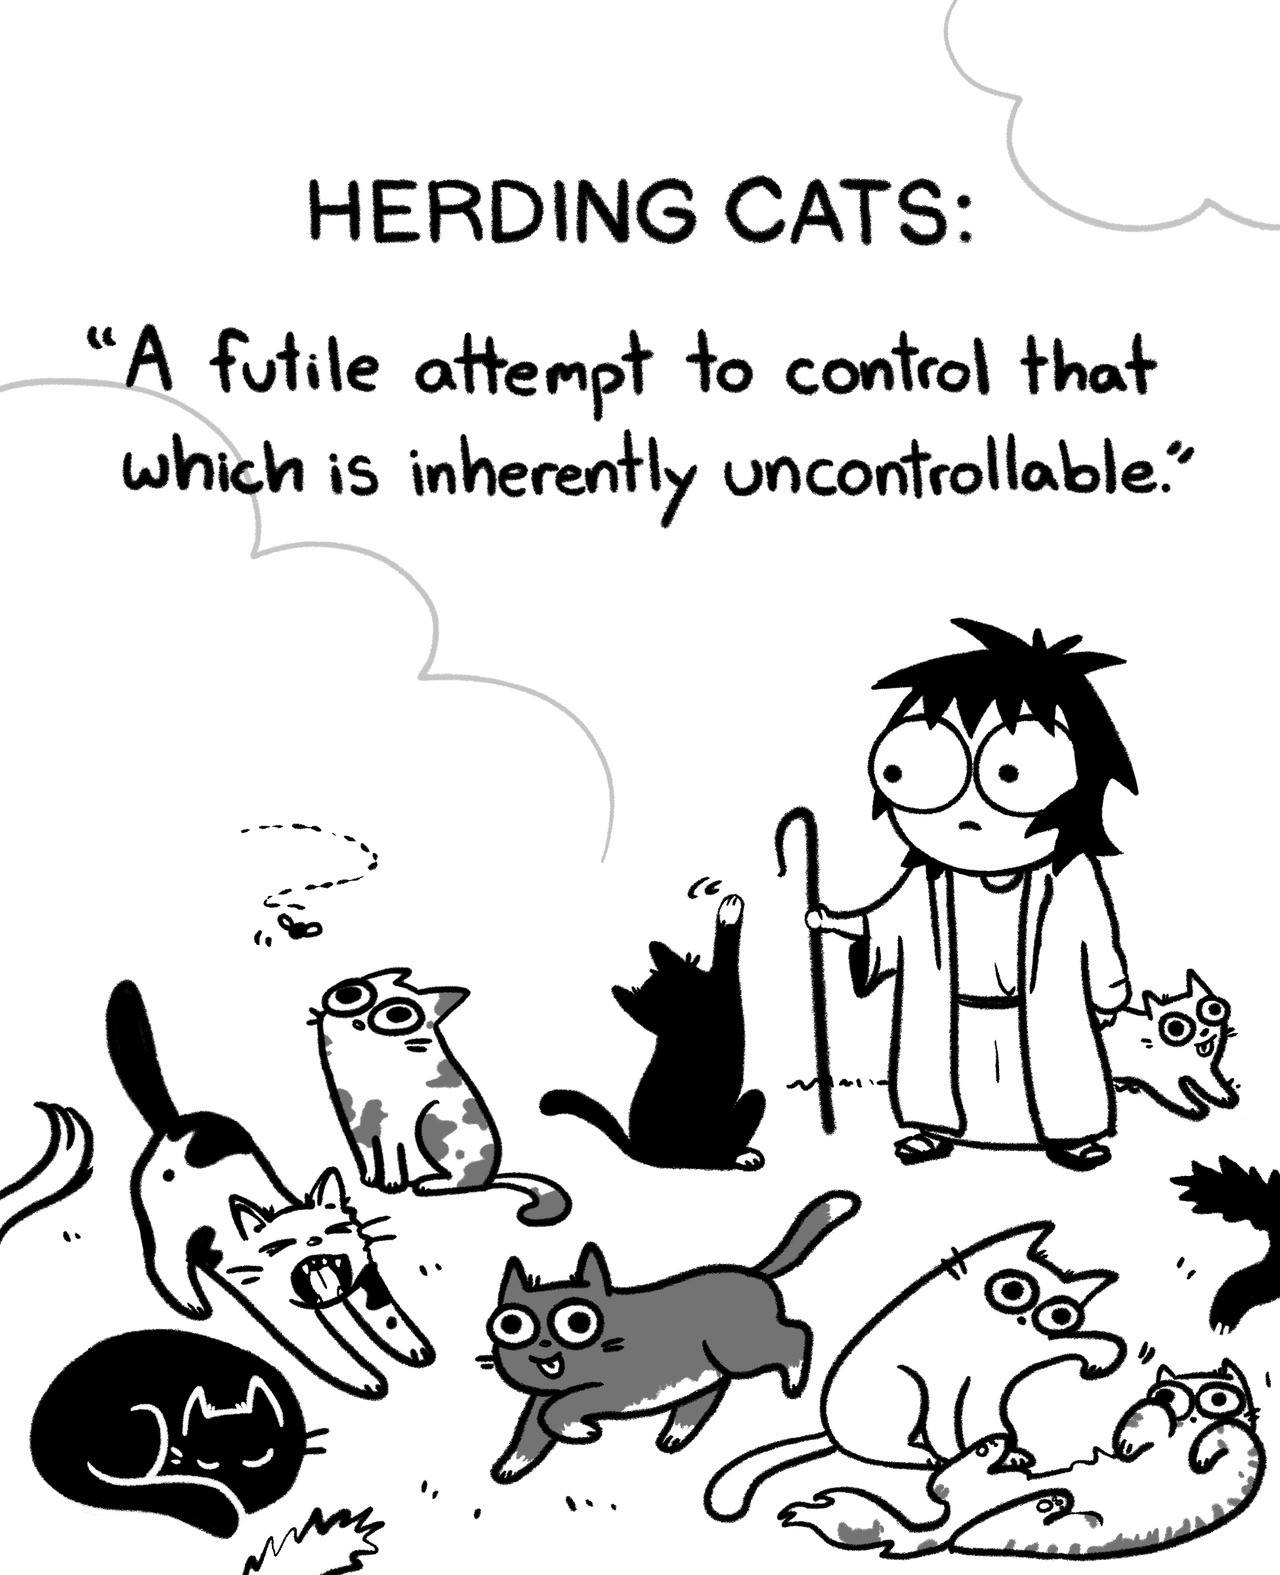 HERDING CATS:
“A futile attempt to control that
which is inherently uncontrollable.”